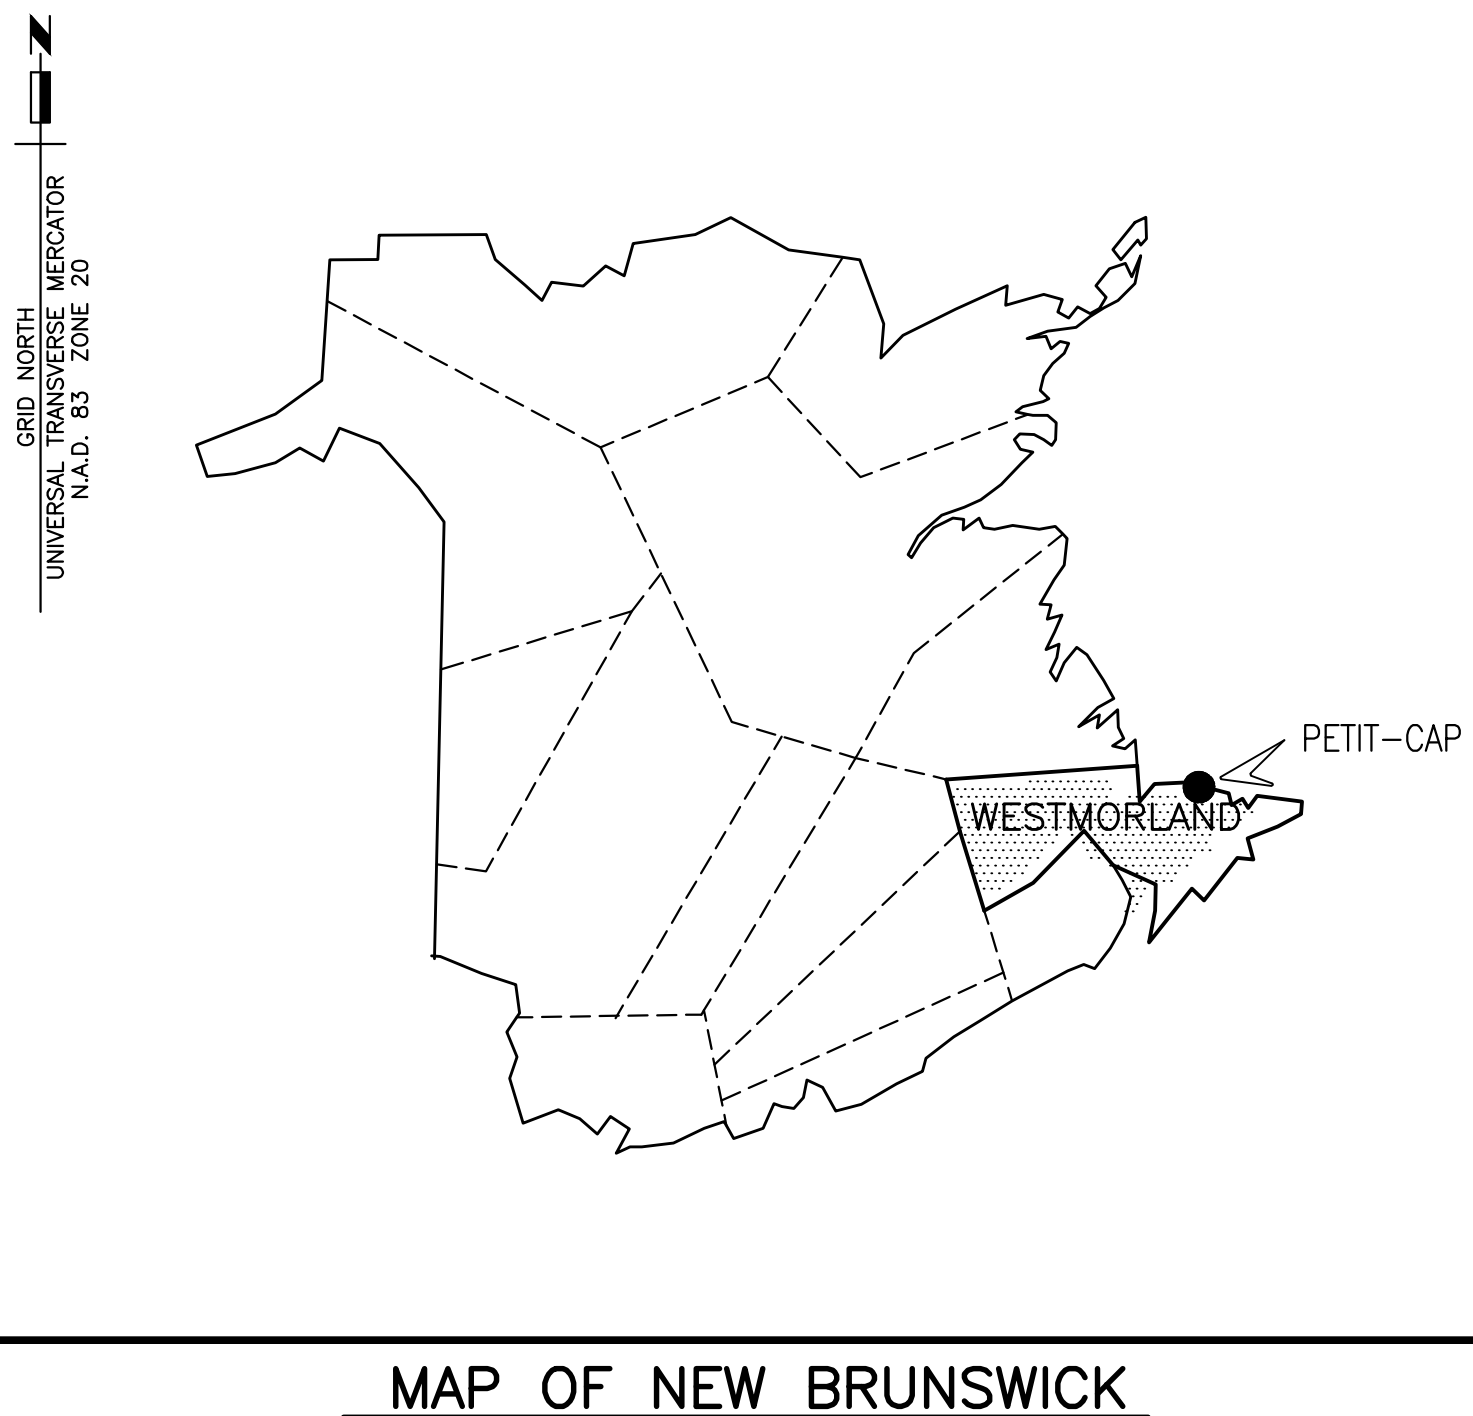 N
GRID NORTH
UNIVERSAL TRANSVERSE MERCATOR
N.A.D. 83 ZONE 20
PETIT-CAP
WESTMORLAND
MAP OF NEW BRUNSWICK